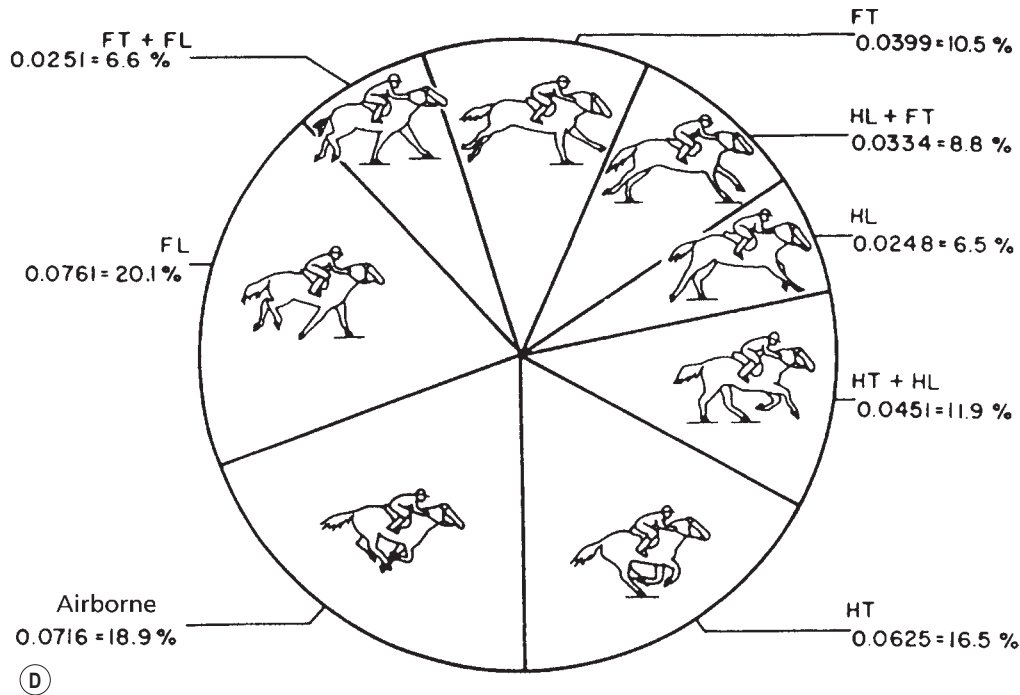 FT
0.0399=10.5 %
FT + FL
0.0251=6.6 %
HL + FT
0.0334=8.8 %
HL
0.0248=6.5 %
FL
0.0761=20.1 %
HT + HL
0.0451=11.9 %
Airborne
0.0716=18.9 %
HT
0.0625=16.5 %
D